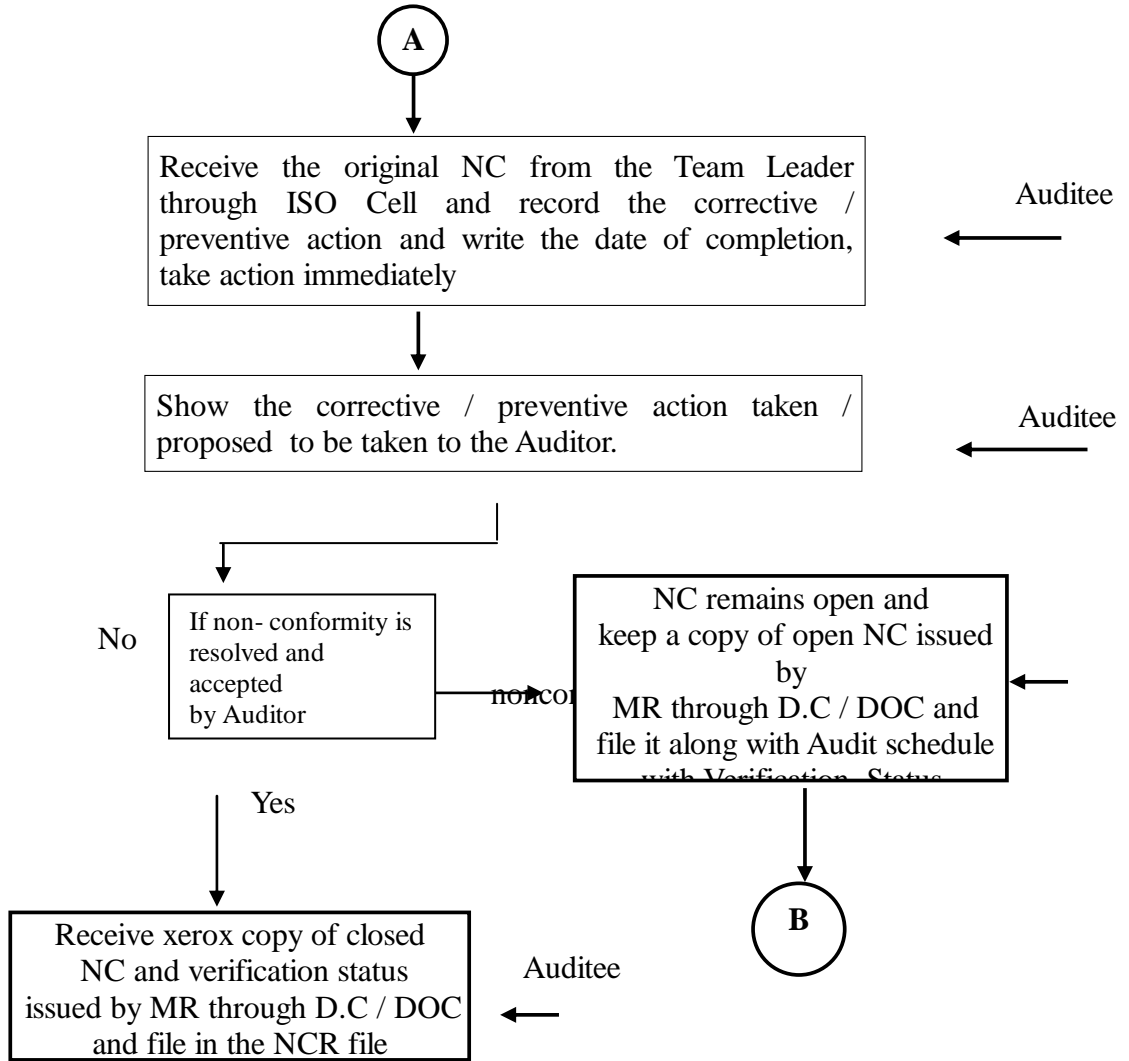 A
Receive the original NC from the Team Leader
through ISO Cell and record the corrective /
preventive action and write the date of completion,
take action immediately
Auditee
Show the corrective / preventive action taken /
proposed to be taken to the Auditor.
Auditee
No
If non- conformity is
resolved and
accepted
by Auditor
noncon
NC remains open and
keep a copy of open NC issued
by
MR through D.C / DOC and
file it along with Audit schedule
with Verification Status
Yes
B
Receive xerox copy of closed
NC and verification status
issued by MR through D.C / DOC
and file in the NCR file
Auditee